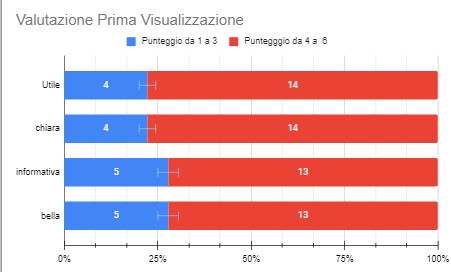 Valutazione Prima Visualizzazione
Punteggio da 1 a 3 Puntegggio da 4 a 6
Utile 4 14
chiara 4 14
informativa 5 13
bella 5 13
0% 25% 50% 75% 100%